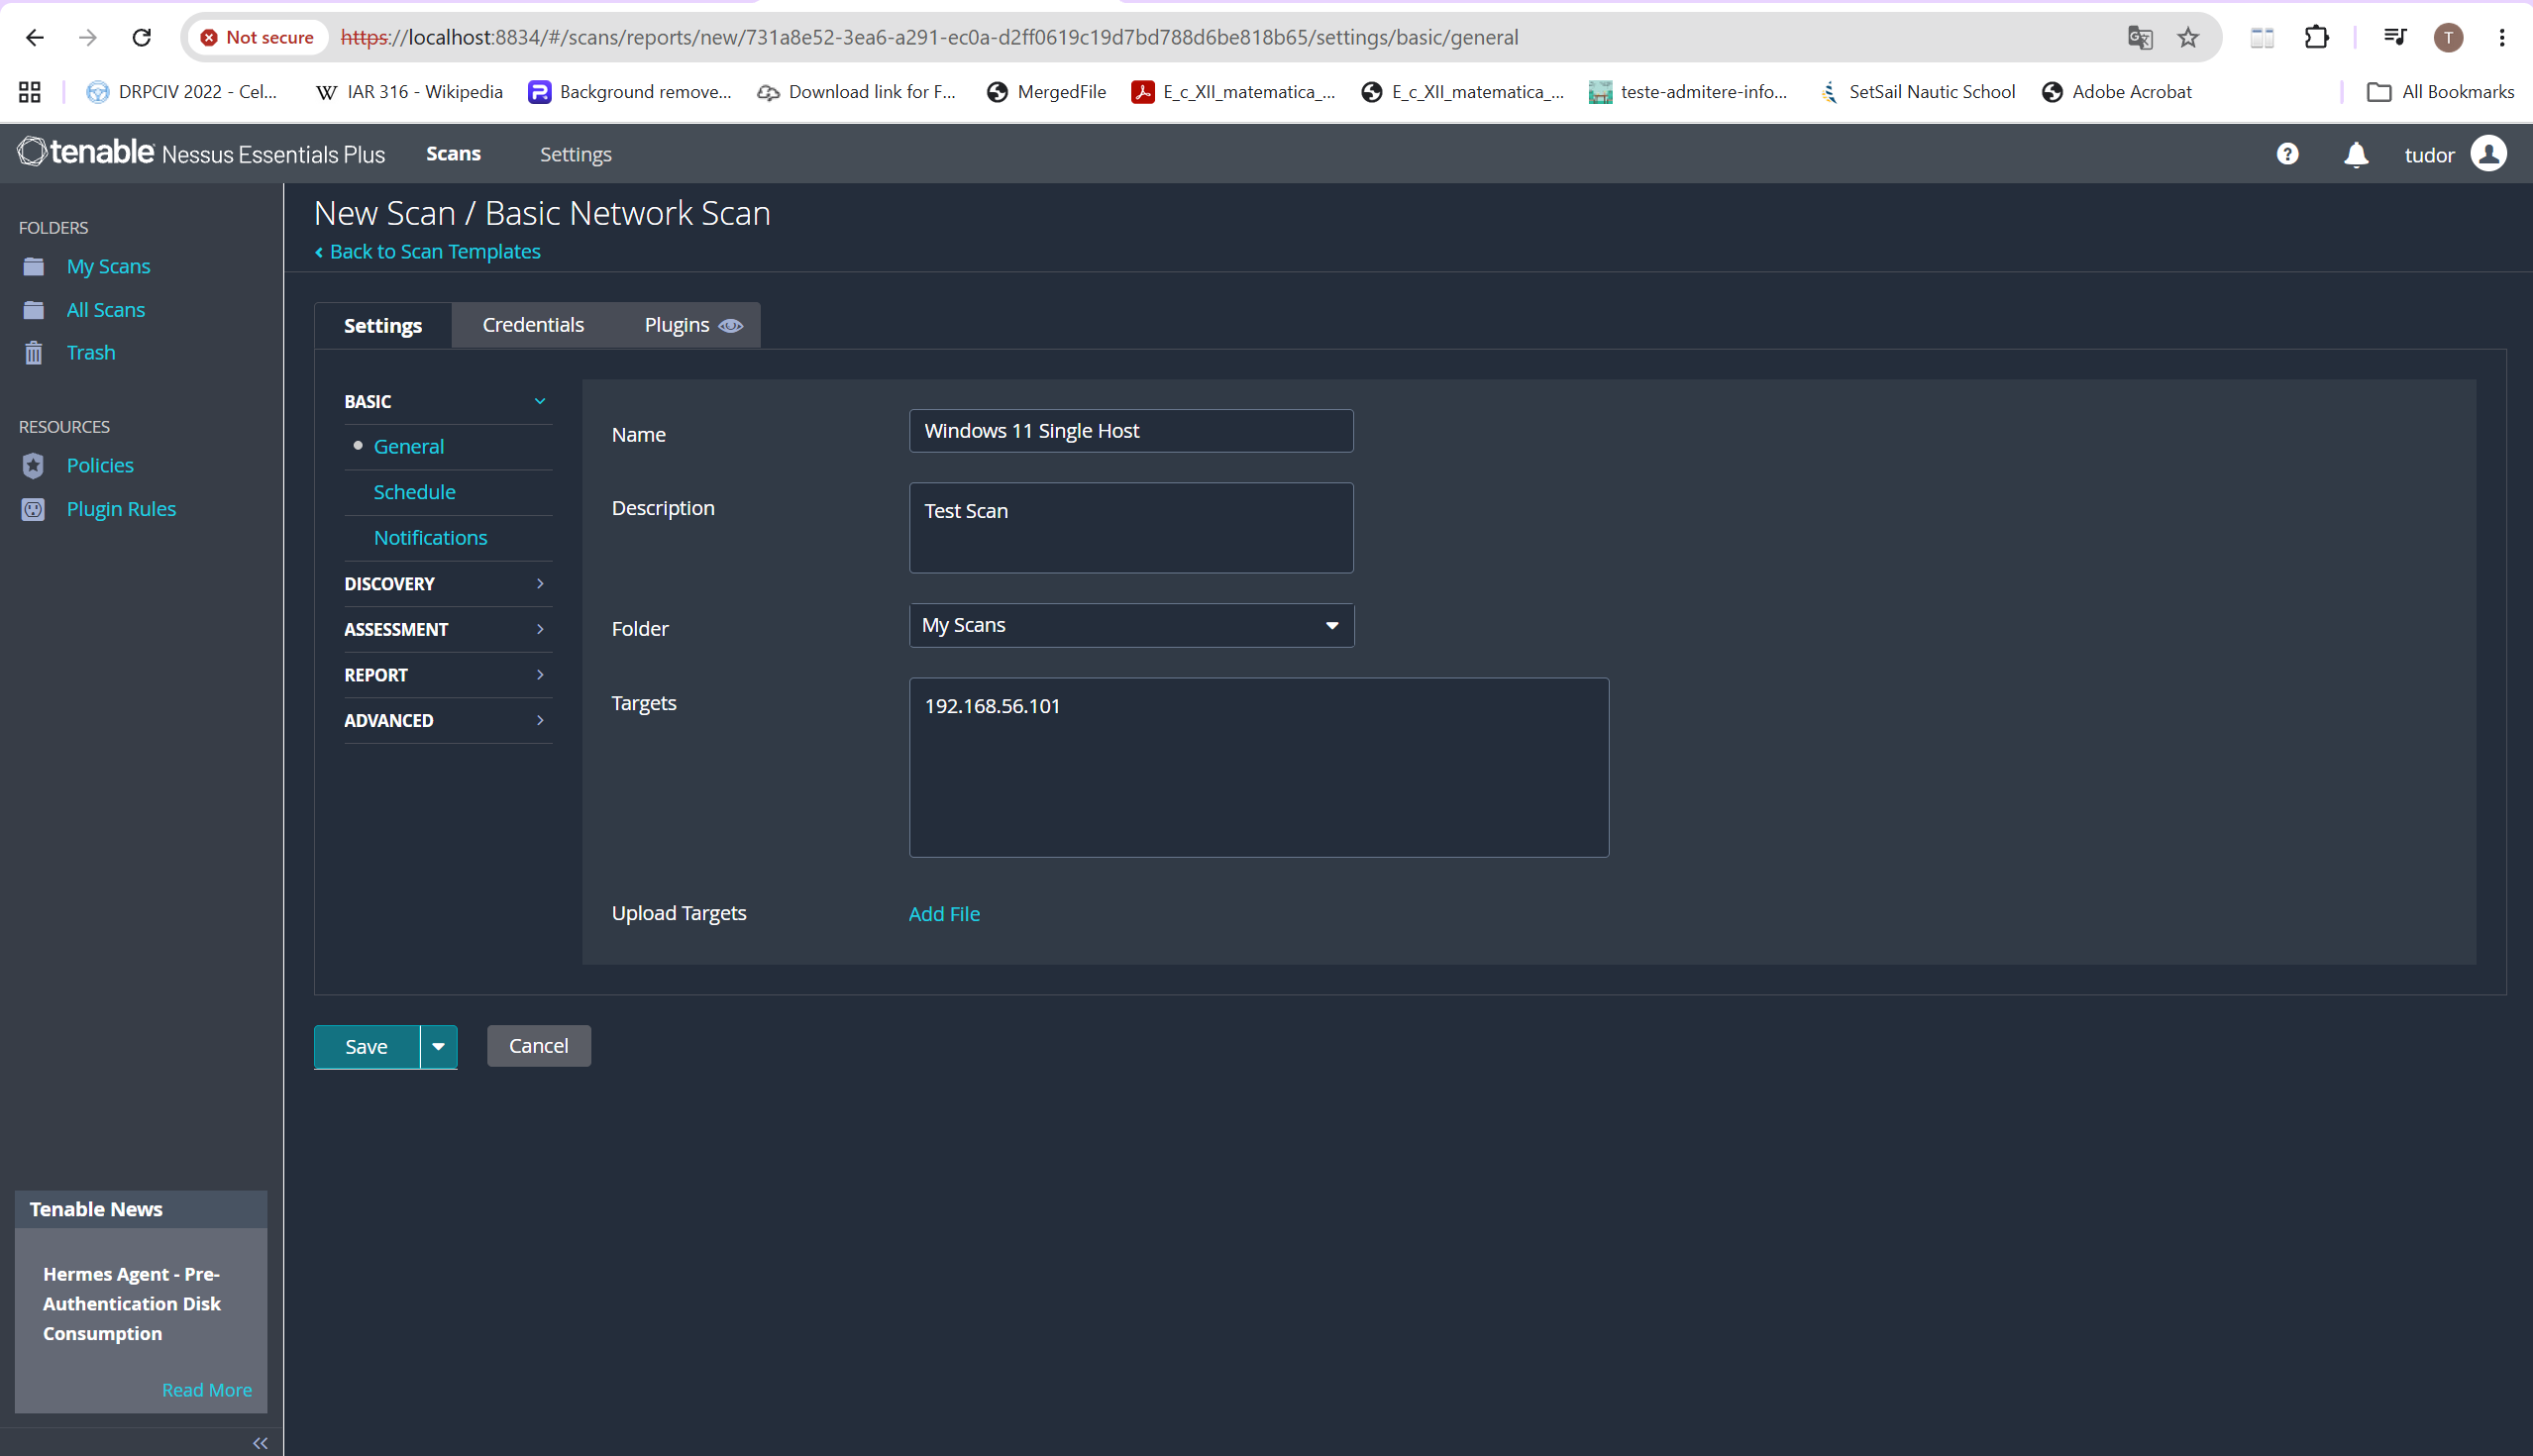 Not secure https://localhost:8834/#/scans/reports/new/731a8e52-3ea6-a291-ec0a-d2ff0619c19d7bd788d6be818b65/settings/basic/general T
DRPCIV 2022 - Cel... W IAR 316 - Wikipedia Background remove... Download link for F... MergedFile E_c_XII_matematica_... E_c_XII_matematica_... teste-admitere-info... SetSail Nautic School Adobe Acrobat All Bookmarks
tenable Nessus Essentials Plus Scans Settings ? tudor
New Scan / Basic Network Scan
Back to Scan Templates
FOLDERS
My Scans
All Scans
Trash
RESOURCES
Policies
Plugin Rules
Settings Credentials Plugins
BASIC
General
Schedule
Notifications
DISCOVERY
ASSESSMENT
REPORT
ADVANCED
Name Windows 11 Single Host
Description Test Scan
Folder My Scans
Targets 192.168.56.101
Upload Targets Add File
Save Cancel
Tenable News
Hermes Agent - Pre-
Authentication Disk
Consumption
Read More